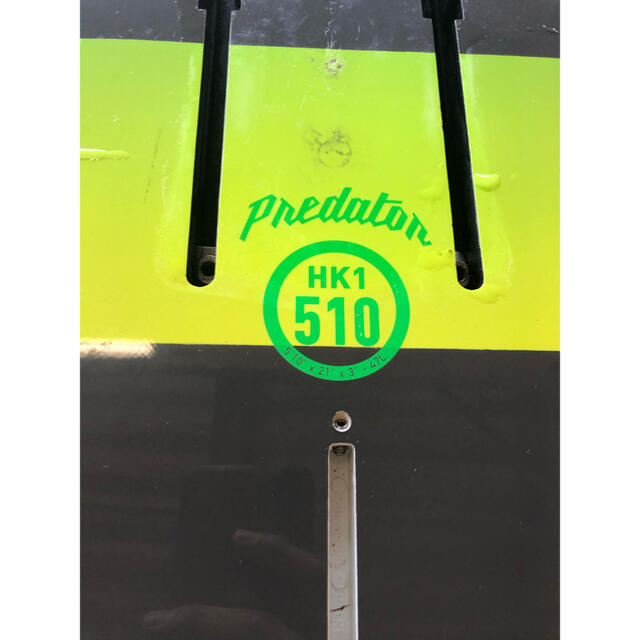 Predator
HK1
510
5'10" x 21" x 3" - 47L